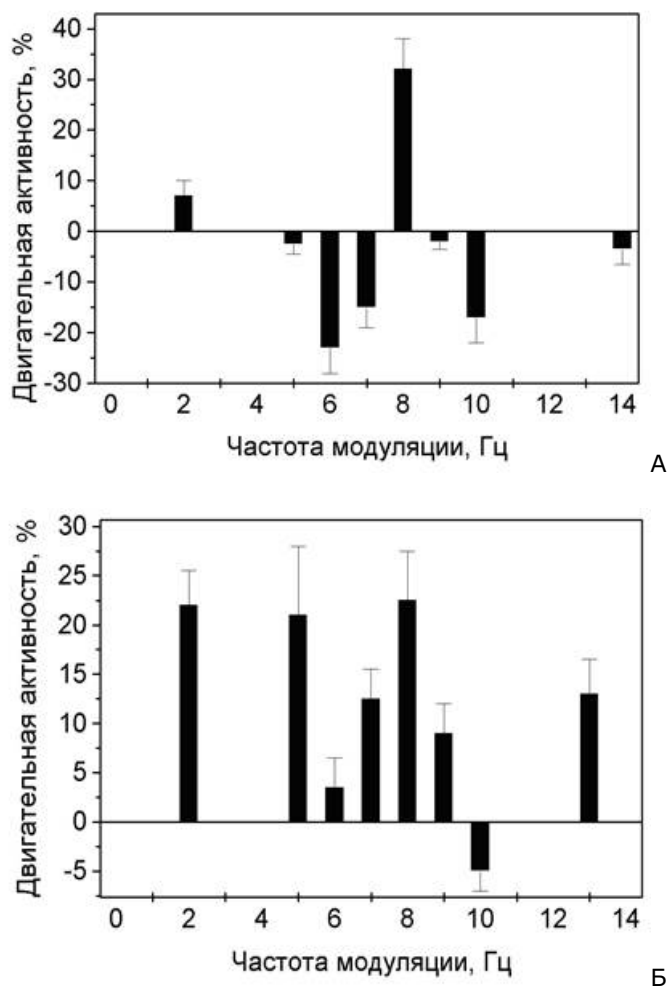 Двигательная активность, %
40
30
20
10
0
-10
-20
-30
0 2 4 6 8 10 12 14
Частота модуляции, Гц
А
Двигательная активность, %
30
25
20
15
10
5
0
-5
0 2 4 6 8 10 12 14
Частота модуляции, Гц
Б